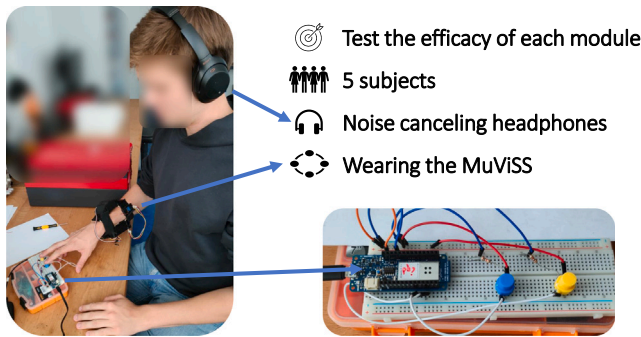 Test the efficacy of each module
5 subjects
Noise canceling headphones
Wearing the MuViSS